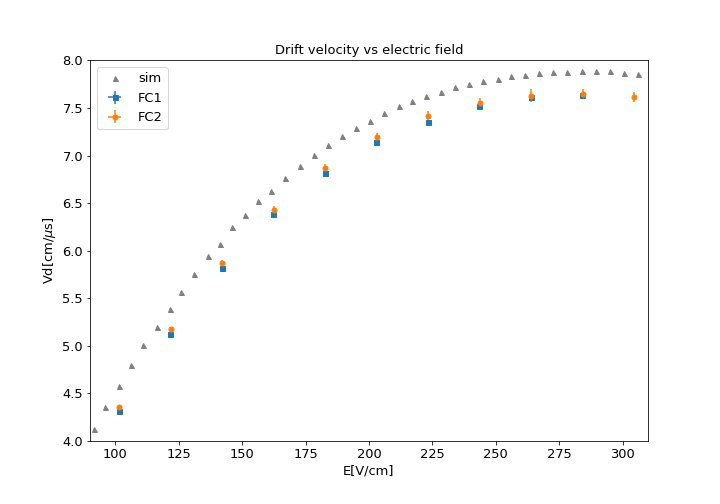 Drift velocity vs electric field
sim
FC1
FC2
8.0
7.5
7.0
6.5
6.0
5.5
5.0
4.5
4.0
Vd[cm/μs]
100 125 150 175 200 225 250 275 300
E[V/cm]